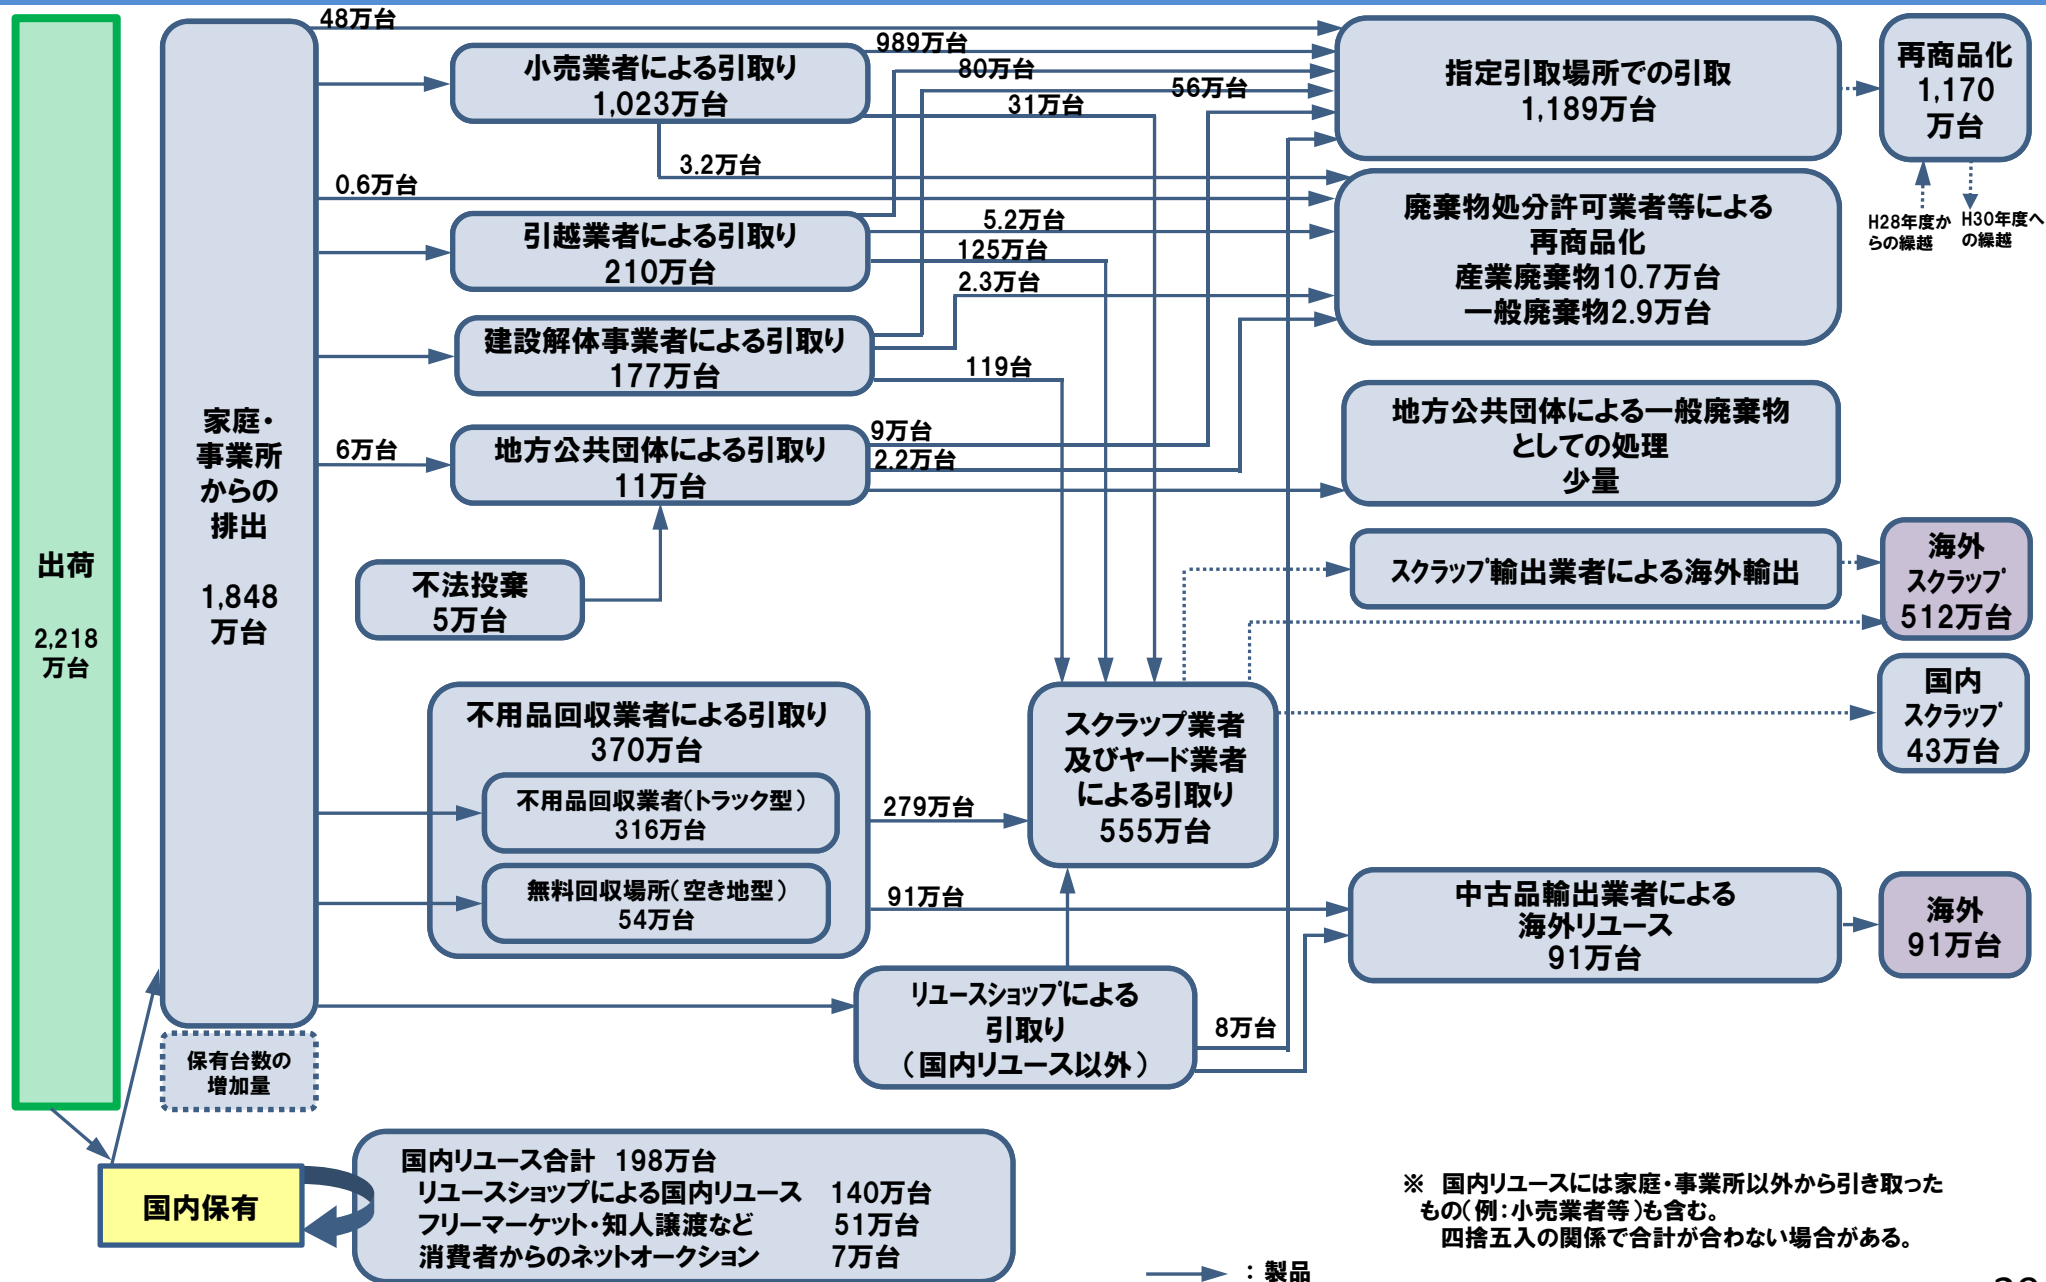 出荷
2,218
万台
家庭・
事業所
からの
排出
1,848
万台
保有台数の
増加量
国内保有
48万台
小売業者による引取り
1,023万台
989万台
80万台
31万台
56万台
3.2万台
0.6万台
引越業者による引取り
210万台
5.2万台
125万台
2.3万台
建設解体事業者による引取り
177万台
119台
6万台
地方公共団体による引取り
11万台
9万台
2.2万台
不法投棄
5万台
不用品回収業者による引取り
370万台
不用品回収業者(トラック型)
316万台
無料回収場所(空き地型)
54万台
279万台
91万台
スクラップ業者
及びヤード業者
による引取り
555万台
リユースショップによる
引取り
(国内リユース以外)
8万台
指定引取場所での引取
1,189万台
再商品化
1,170
万台
H28年度か
らの繰越
H30年度へ
の繰越
廃棄物処分許可業者等による
再商品化
産業廃棄物10.7万台
一般廃棄物2.9万台
地方公共団体による一般廃棄物
としての処理
少量
スクラップ輸出業者による海外輸出
海外
スクラップ
512万台
国内
スクラップ
43万台
中古品輸出業者による
海外リユース
91万台
海外
91万台
国内リユース合計 198万台
リユースショップによる国内リユース 140万台
フリーマーケット・知人譲渡など 51万台
消費者からのネットオークション 7万台
※ 国内リユースには家庭・事業所以外から引き取った
もの(例:小売業者等)も含む。
四捨五入の関係で合計が合わない場合がある。
：製品